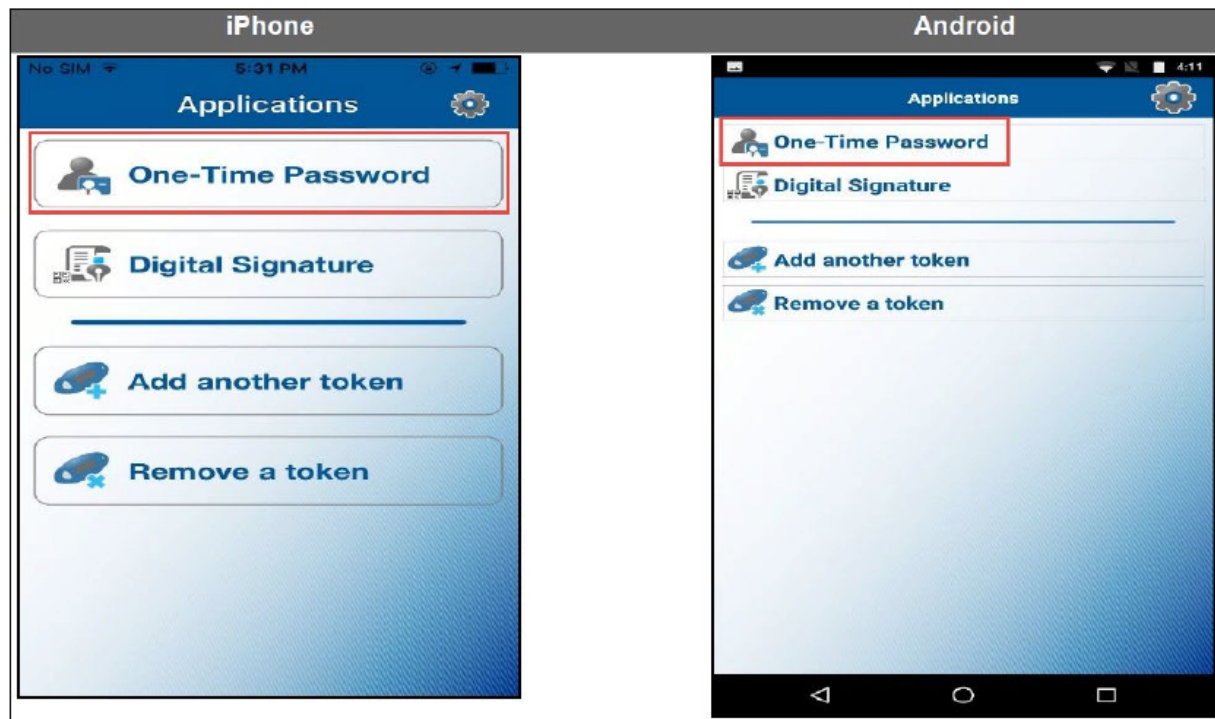 iPhone
Android
No SIM 5:31 PM
Applications
One-Time Password
Digital Signature
Add another token
Remove a token
4:11
Applications
One-Time Password
Digital Signature
Add another token
Remove a token